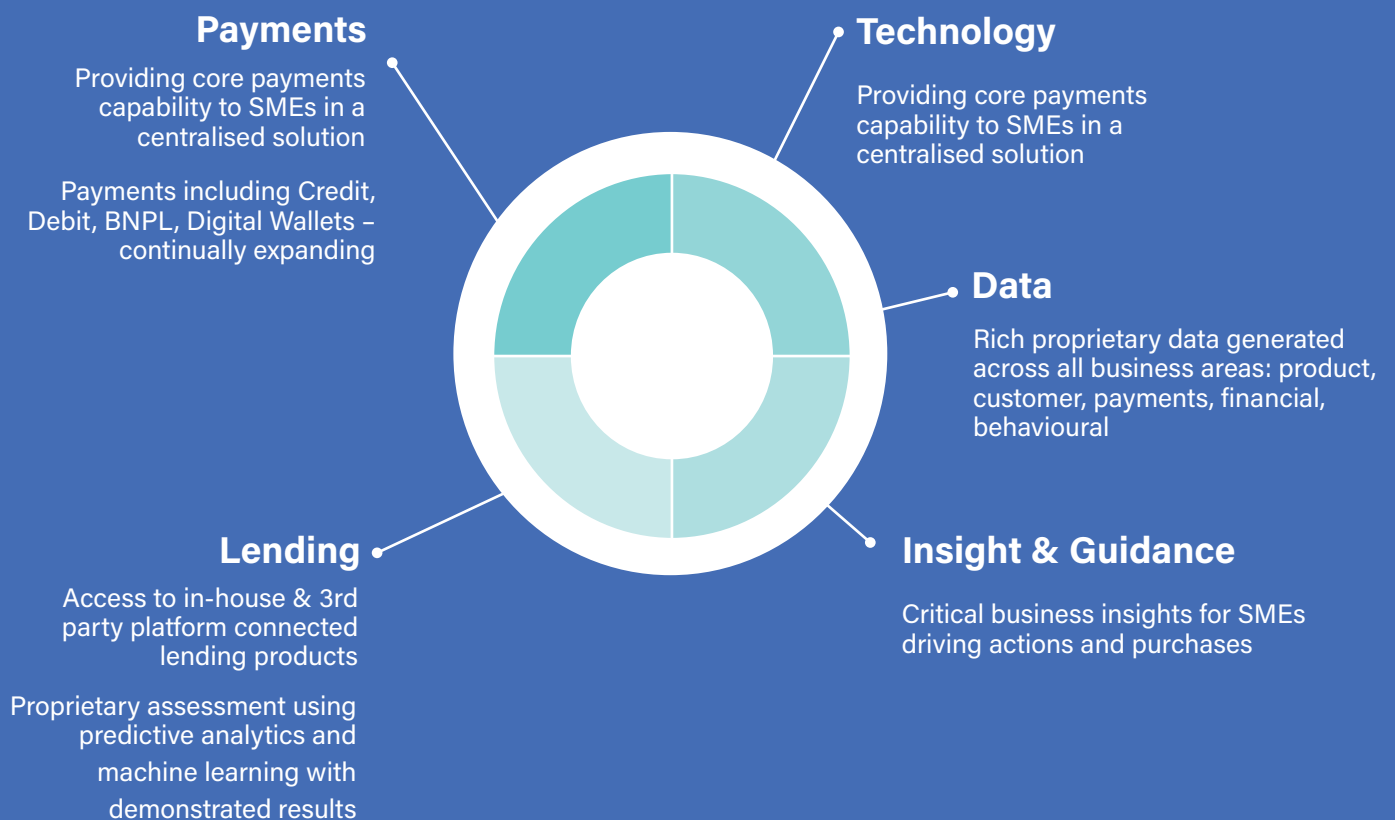 Payments
Providing core payments
capability to SMEs in a
centralised solution
Payments including Credit,
Debit, BNPL, Digital Wallets –
continually expanding
Technology
Providing core payments
capability to SMEs in a
centralised solution
Data
Rich proprietary data generated
across all business areas: product,
customer, payments, financial,
behavioural
Lending
Access to in-house & 3rd
party platform connected
lending products
Proprietary assessment using
predictive analytics and
machine learning with
demonstrated results
Insight & Guidance
Critical business insights for SMEs
driving actions and purchases